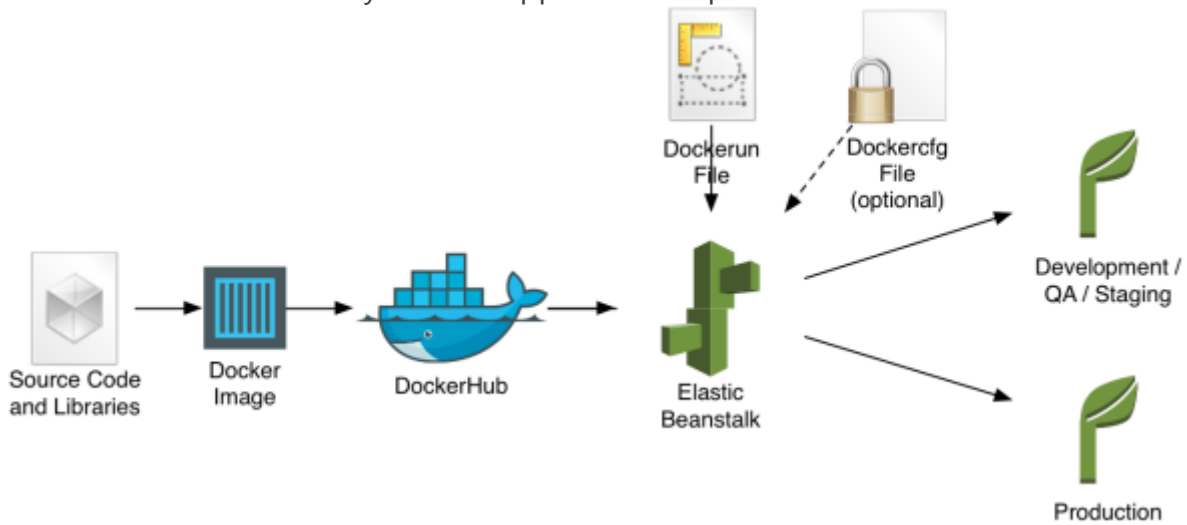 Dockerun
File
Dockercfg
File
(optional)
Development /
QA / Staging
Source Code
and Libraries
Docker
Image
DockerHub
Elastic
Beanstalk
Production